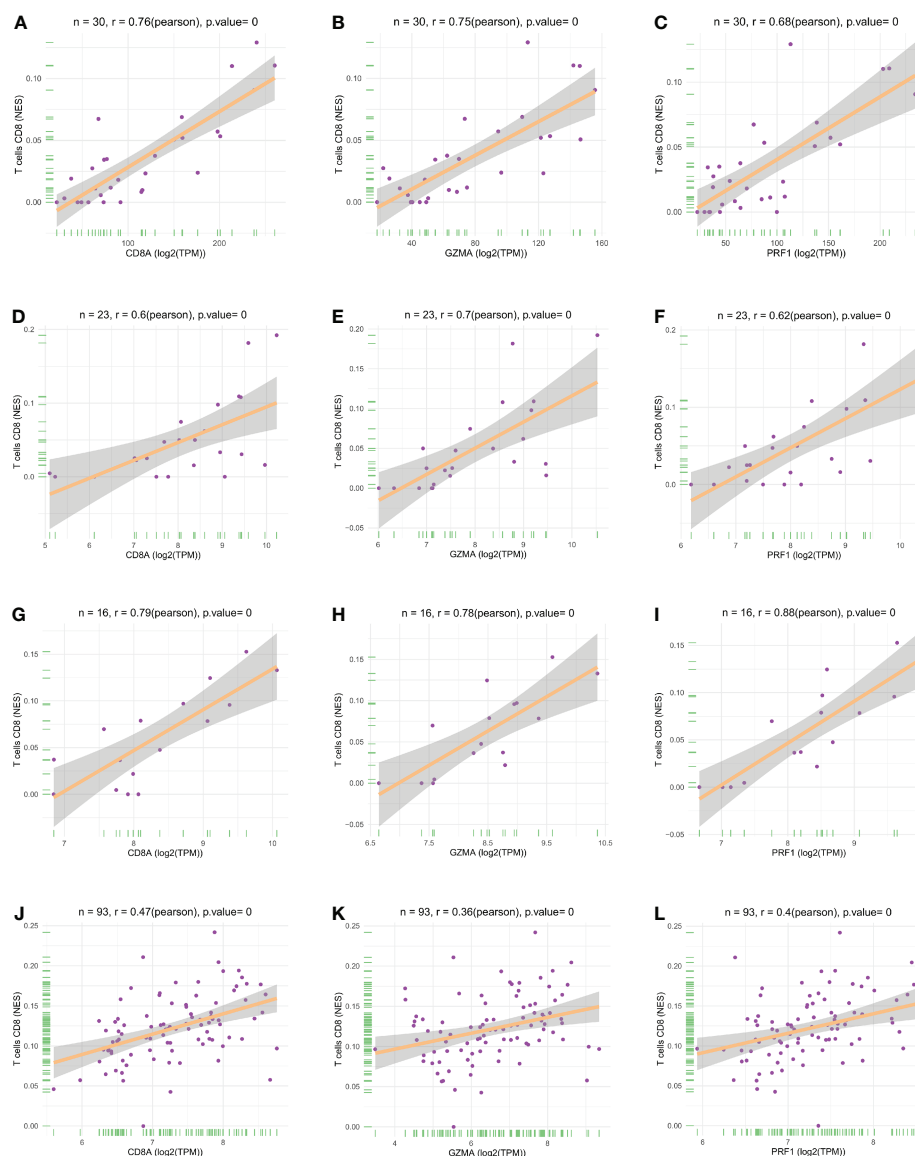 A
n = 30, r = 0.76(pearson), p.value= 0
T cells CD8 (NES)
0.10
0.05
0.00
100
200
CD8A (log2(TPM))
B
n = 30, r = 0.75(pearson), p.value= 0
T cells CD8 (NES)
0.10
0.05
0.00
40
80
120
160
GZMA (log2(TPM))
C
n = 30, r = 0.68(pearson), p.value= 0
T cells CD8 (NES)
0.10
0.05
0.00
50
100
150
200
PRF1 (log2(TPM))
D
n = 23, r = 0.6(pearson), p.value= 0
T cells CD8 (NES)
0.2
0.1
0.0
5
6
7
8
9
10
CD8A (log2(TPM))
E
n = 23, r = 0.7(pearson), p.value= 0
T cells CD8 (NES)
0.20
0.15
0.10
0.05
0.00
−0.05
6
7
8
9
10
GZMA (log2(TPM))
F
n = 23, r = 0.62(pearson), p.value= 0
T cells CD8 (NES)
0.2
0.1
0.0
6
7
8
9
10
PRF1 (log2(TPM))
G
n = 16, r = 0.79(pearson), p.value= 0
T cells CD8 (NES)
0.15
0.10
0.05
0.00
7
8
9
10
CD8A (log2(TPM))
H
n = 16, r = 0.78(pearson), p.value= 0
T cells CD8 (NES)
0.15
0.10
0.05
0.00
−0.05
6.5
7.5
8.5
9.5
10.5
GZMA (log2(TPM))
I
n = 16, r = 0.88(pearson), p.value= 0
T cells CD8 (NES)
0.15
0.10
0.05
0.00
−0.05
7
8
9
PRF1 (log2(TPM))
J
n = 93, r = 0.47(pearson), p.value= 0
T cells CD8 (NES)
0.25
0.20
0.15
0.10
0.05
0.00
6
7
8
CD8A (log2(TPM))
K
n = 93, r = 0.36(pearson), p.value= 0
T cells CD8 (NES)
0.25
0.20
0.15
0.10
0.05
0.00
4
6
8
GZMA (log2(TPM))
L
n = 93, r = 0.4(pearson), p.value= 0
T cells CD8 (NES)
0.25
0.20
0.15
0.10
0.05
0.00
6
7
8
PRF1 (log2(TPM))